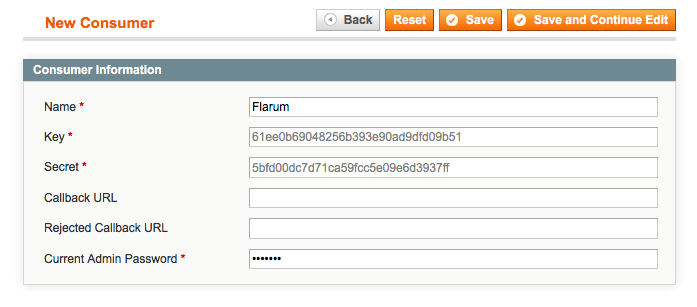 New Consumer
Back Reset Save Save and Continue Edit
Consumer Information
Name * Flarum
Key * 61ee0b69048256b393e90ad9dfd09b51
Secret * 5bfd00dc7d71ca59fcc5e09e6d3937ff
Callback URL
Rejected Callback URL
Current Admin Password * •••••••